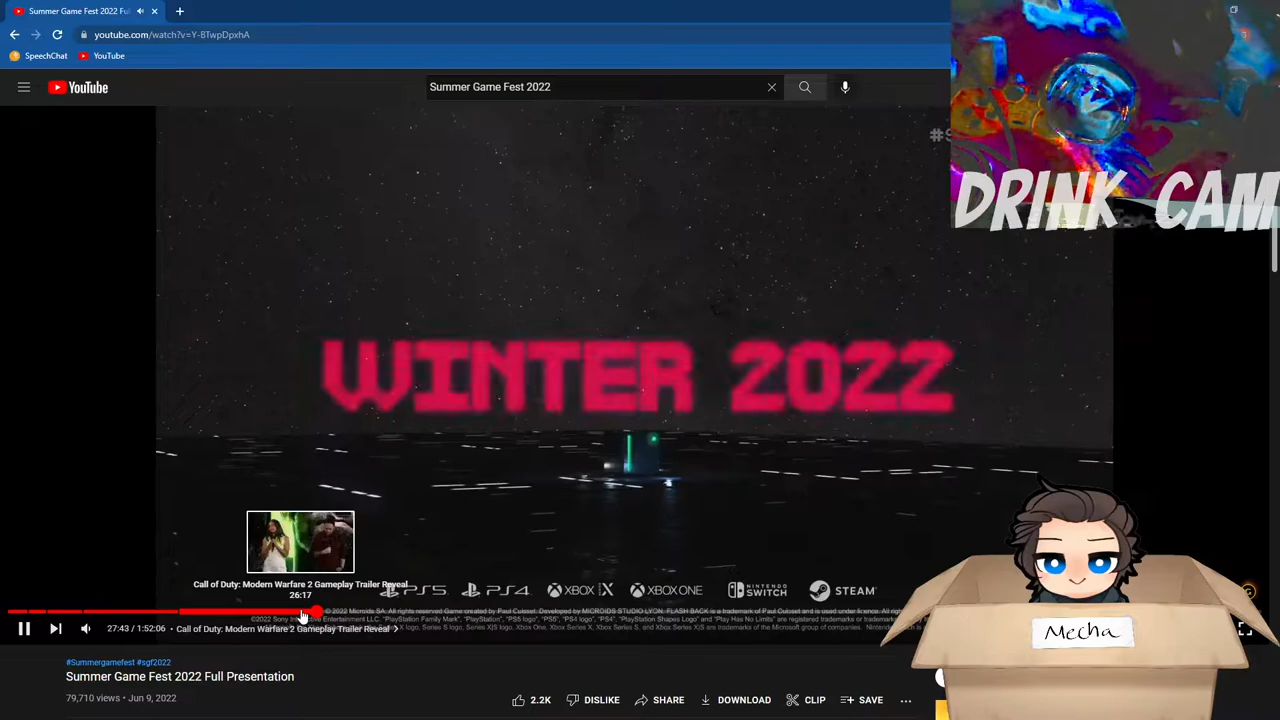 Summer Game Fest 2022 Fu
youtube.com/watch?v=Y-BTwpDpxhA
SpeechChat
YouTube
YouTube
Summer Game Fest 2022
DRINK CAM
WINTER 2022
Call of Duty: Modern Warfare 2 Gameplay Trailer Reveal
26:17
PS5 PS4 XBOX SERIES X|S XBOX ONE NINTENDO SWITCH STEAM
27:43 / 1:52:06 • Call of Duty: Modern Warfare 2 Gameplay Trailer Reveal
Mecha
#Summergamefest #sgf2022
Summer Game Fest 2022 Full Presentation
79,710 views • Jun 9, 2022
2.2K DISLIKE SHARE DOWNLOAD CLIP SAVE